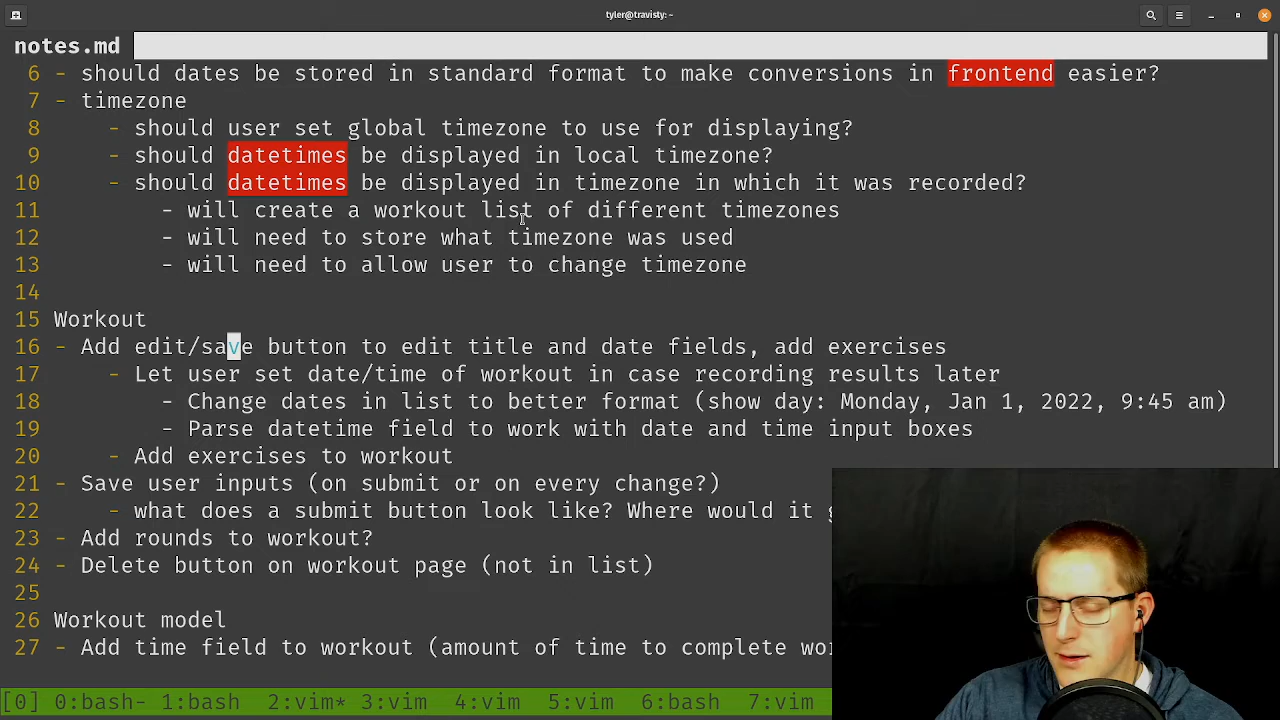 tyler@travisty: ~
notes.md
6 - should dates be stored in standard format to make conversions in frontend easier?
7 - timezone
8 - should user set global timezone to use for displaying?
9 - should datetimes be displayed in local timezone?
10 - should datetimes be displayed in timezone in which it was recorded?
11 - will create a workout list of different timezones
12 - will need to store what timezone was used
13 - will need to allow user to change timezone
14
15 Workout
16 - Add edit/save button to edit title and date fields, add exercises
17 - Let user set date/time of workout in case recording results later
18 - Change dates in list to better format (show day: Monday, Jan 1, 2022, 9:45 am)
19 - Parse datetime field to work with date and time input boxes
20 - Add exercises to workout
21 - Save user inputs (on submit or on every change?)
22 - what does a submit button look like? Where would it
23 - Add rounds to workout?
24 - Delete button on workout page (not in list)
25
26 Workout model
27 - Add time field to workout (amount of time to complete
[0] 0:bash- 1:bash 2:vim* 3:vim 4:vim 5:vim 6:bash 7:vim